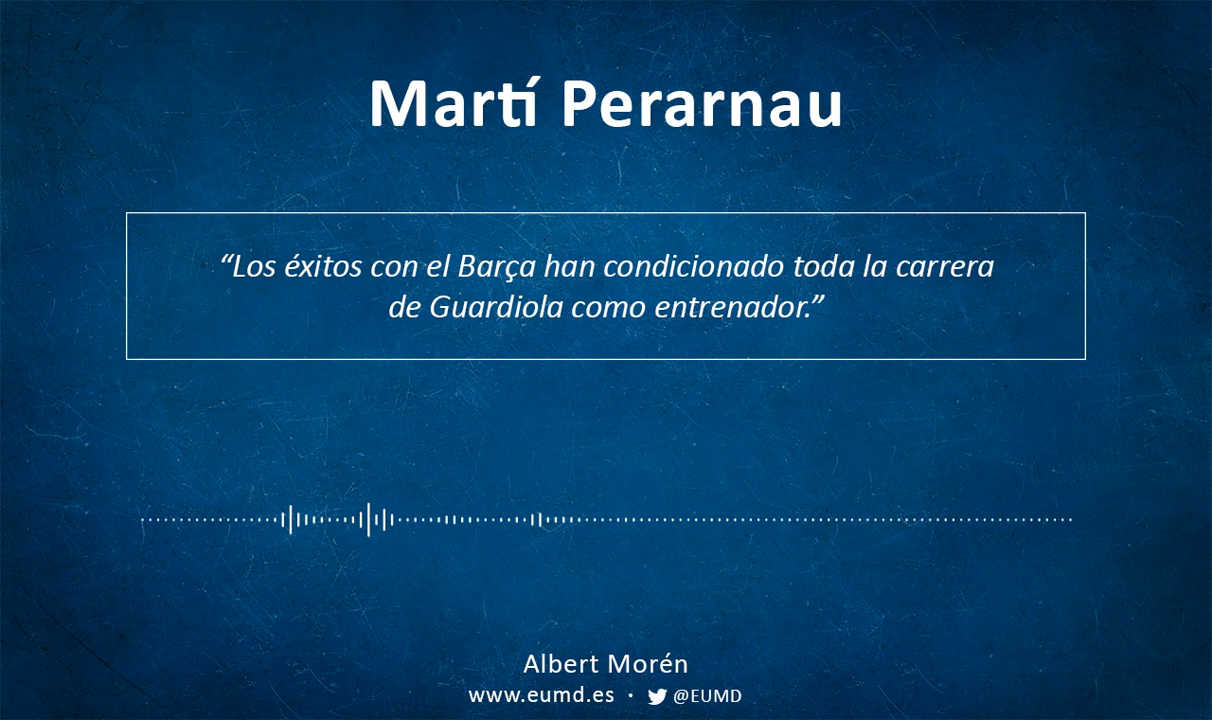 Martí Perarnau
“Los éxitos con el Barça han condicionado toda la carrera
de Guardiola como entrenador.”
Albert Morén
www.eumd.es · @EUMD